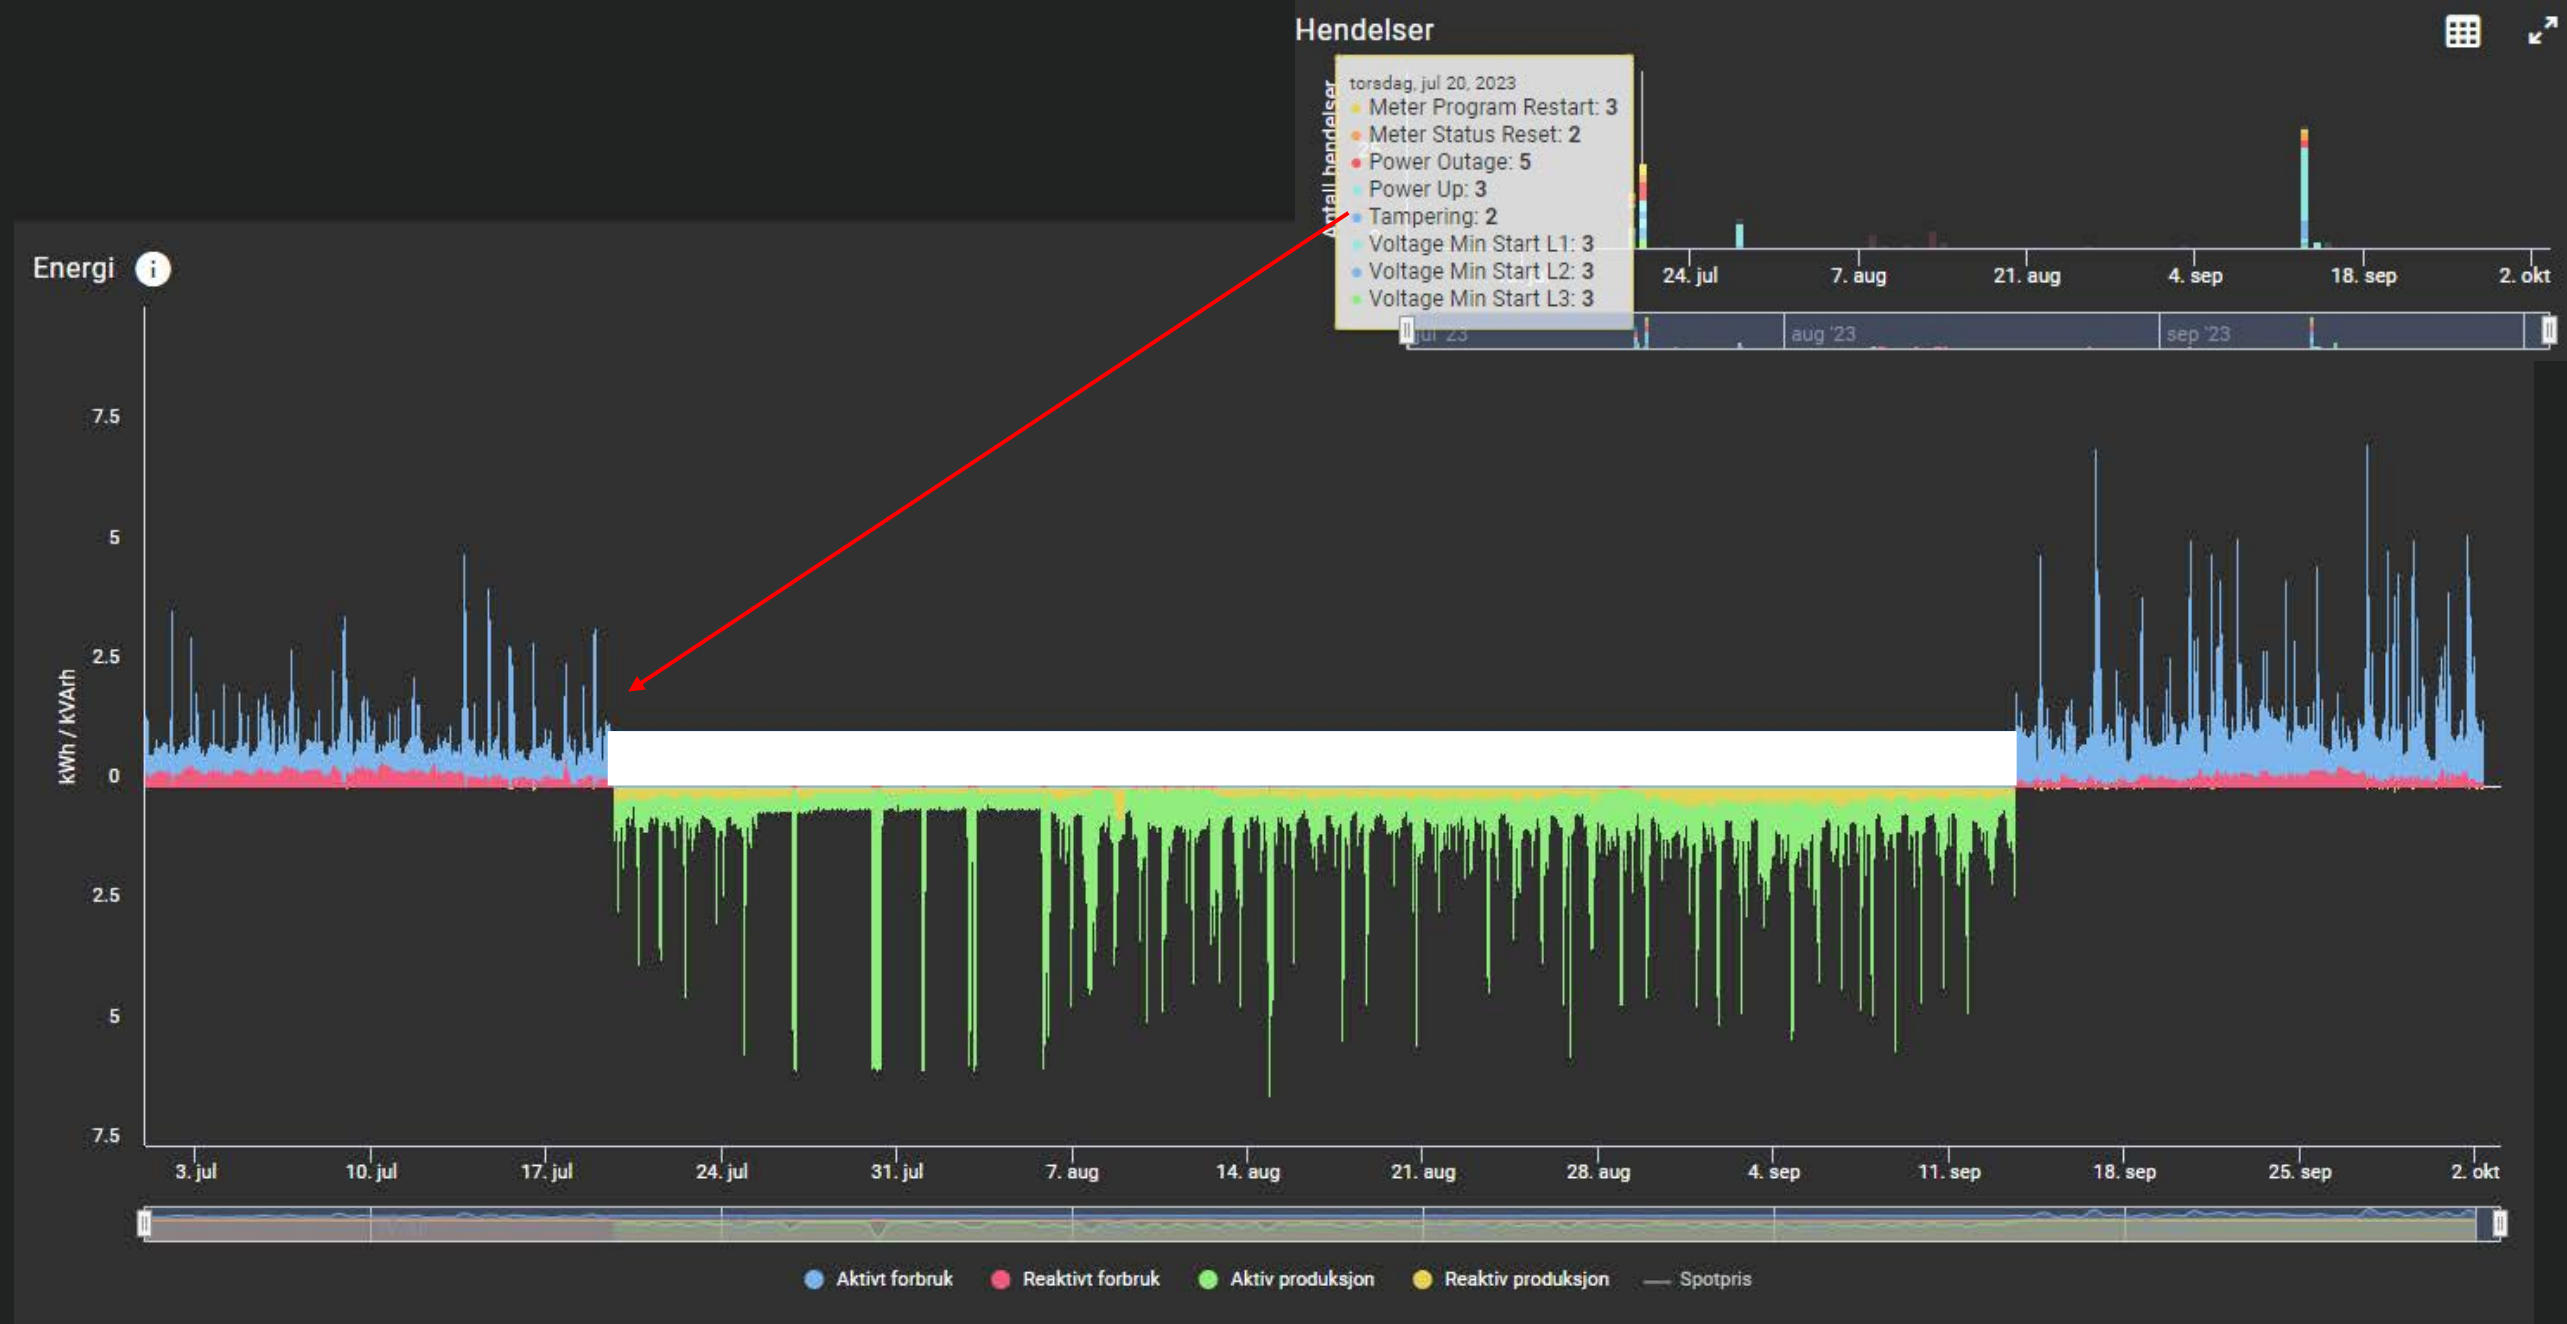 Hendelser
torsdag, jul 20, 2023
Meter Program Restart: 3
Meter Status Reset: 2
Power Outage: 5
Power Up: 3
Tampering: 2
Voltage Min Start L1: 3
Voltage Min Start L2: 3
Voltage Min Start L3: 3
Antall hendelser
24. jul
7. aug
21. aug
4. sep
18. sep
2. okt
jul '23
aug '23
sep '23
Energi
i
kWh / kVArh
7.5
5
2.5
0
2.5
5
7.5
3. jul
10. jul
17. jul
24. jul
31. jul
7. aug
14. aug
21. aug
28. aug
4. sep
11. sep
18. sep
25. sep
2. okt
Aktivt forbruk
Reaktivt forbruk
Aktiv produksjon
Reaktiv produksjon
Spotpris